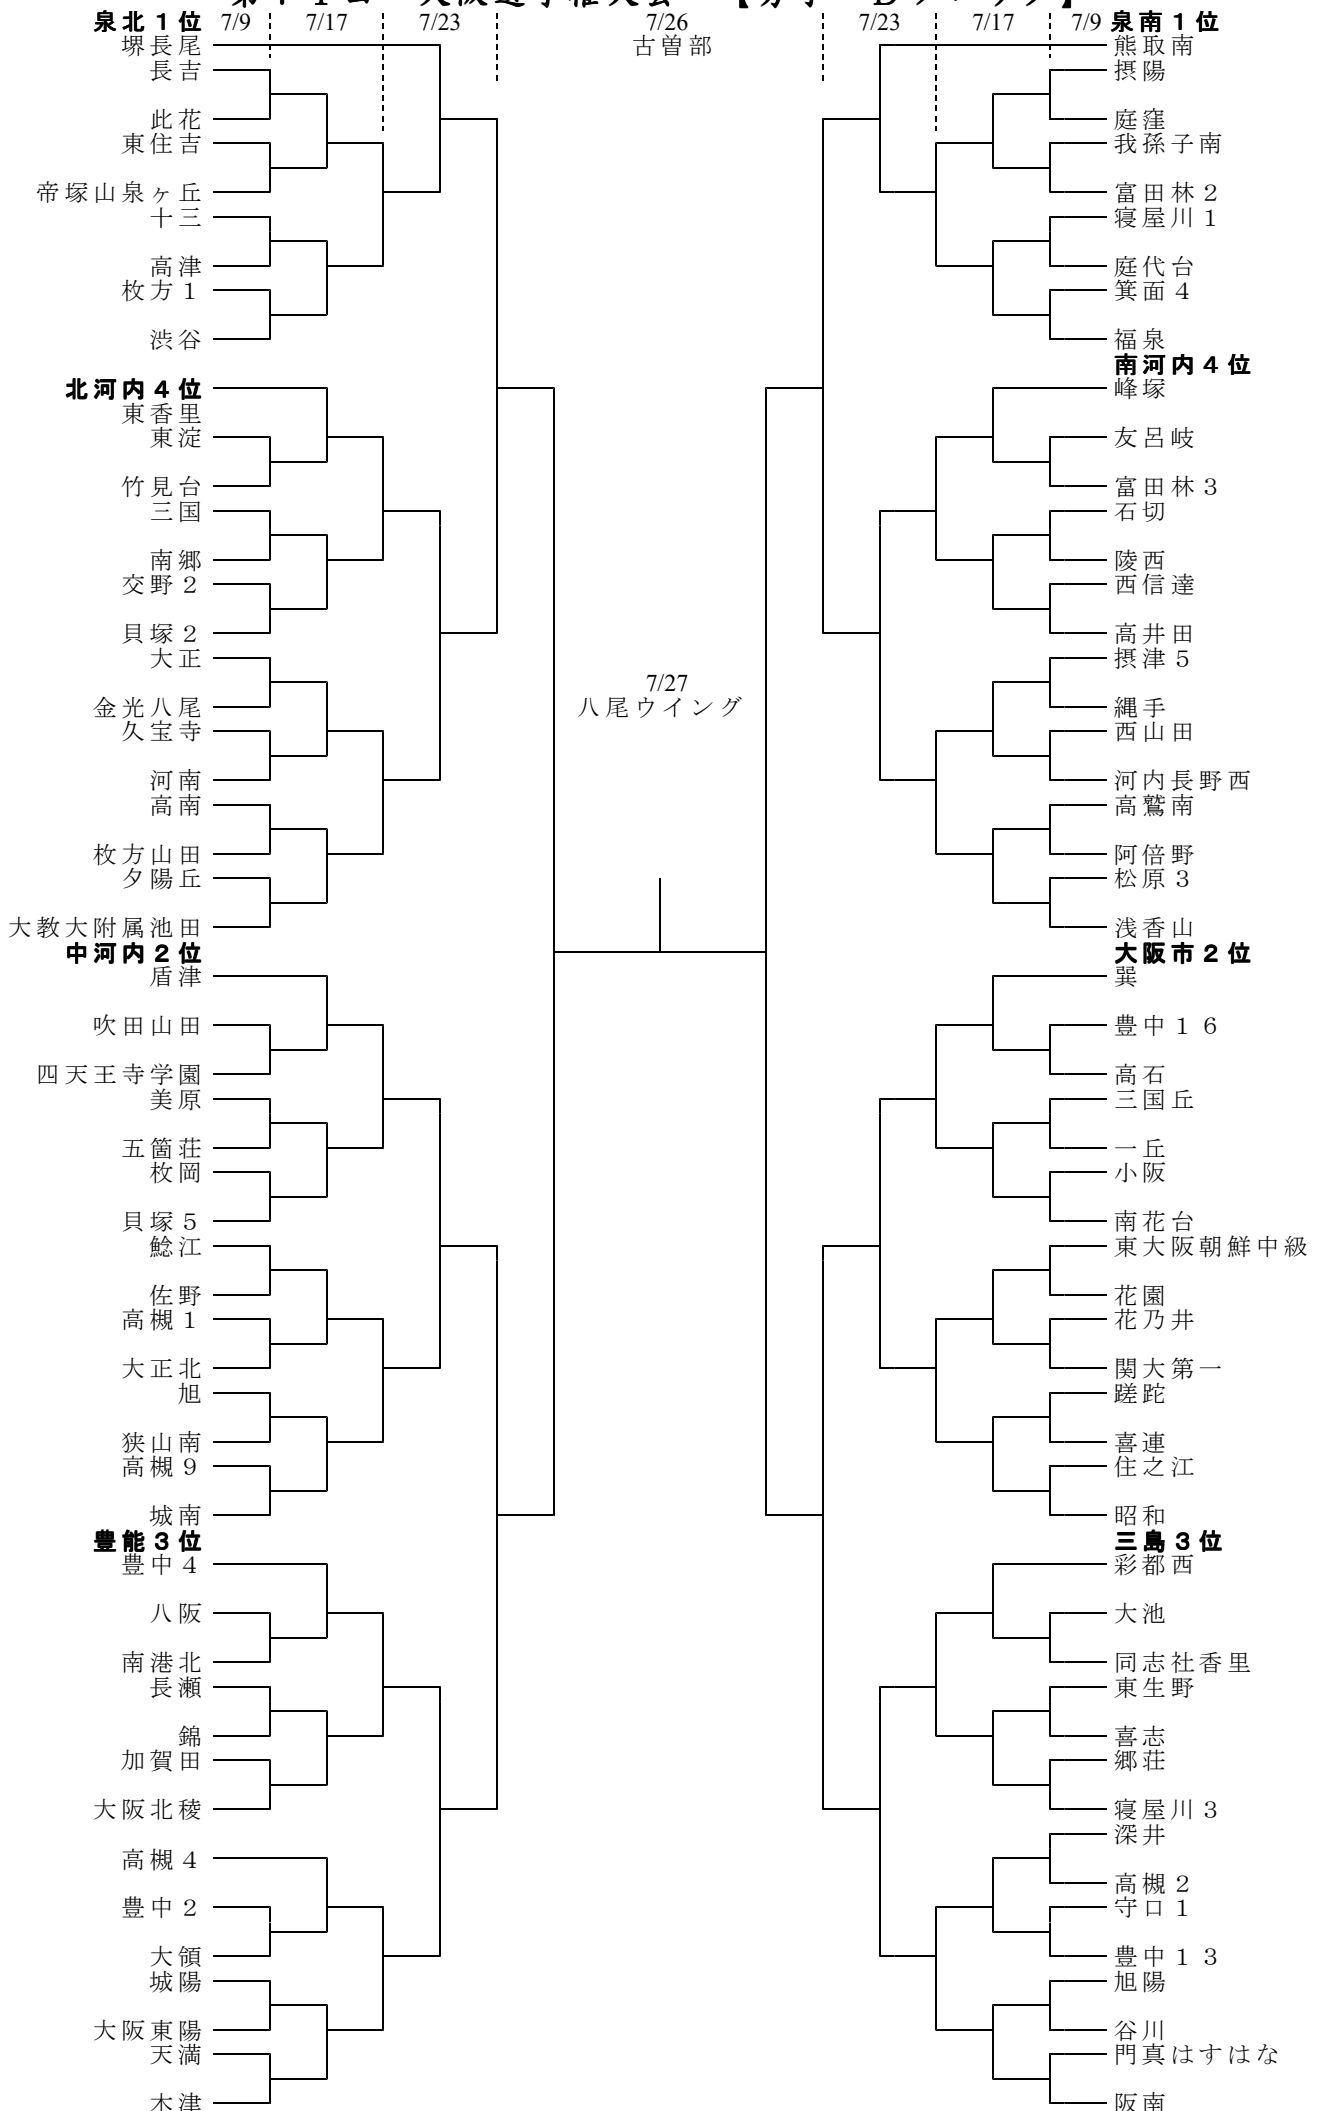 大阪選手権大会
泉北１位
7/9
7/17
7/23
7/26
古曽部
7/23
7/17
7/9
泉南１位
堺長尾
長吉
此花
東住吉
帝塚山泉ヶ丘
十三
高津
枚方１
渋谷
北河内４位
東香里
東淀
竹見台
三国
南郷
交野２
貝塚２
大正
金光八尾
久宝寺
河南
高南
枚方山田
夕陽丘
大教大附属池田
中河内２位
盾津
吹田山田
四天王寺学園
美原
五箇荘
枚岡
貝塚５
鯰江
佐野
高槻１
大正北
旭
狭山南
高槻９
城南
豊能３位
豊中４
八阪
南港北
長瀬
錦
加賀田
大阪北稜
高槻４
豊中２
大領
城陽
大阪東陽
天満
木津
7/27
八尾ウイング
熊取南
摂陽
庭窪
我孫子南
富田林２
寝屋川１
庭代台
箕面４
福泉
南河内４位
峰塚
友呂岐
富田林３
石切
陵西
西信達
高井田
摂津５
縄手
西山田
河内長野西
高鷲南
阿倍野
松原３
浅香山
大阪市２位
巽
豊中１６
高石
三国丘
一丘
小阪
南花台
東大阪朝鮮中級
花園
花乃井
関大第一
蹉跎
喜連
住之江
昭和
三島３位
彩都西
大池
同志社香里
東生野
喜志
郷荘
寝屋川３
深井
高槻２
守口１
豊中１３
旭陽
谷川
門真はすはな
阪南